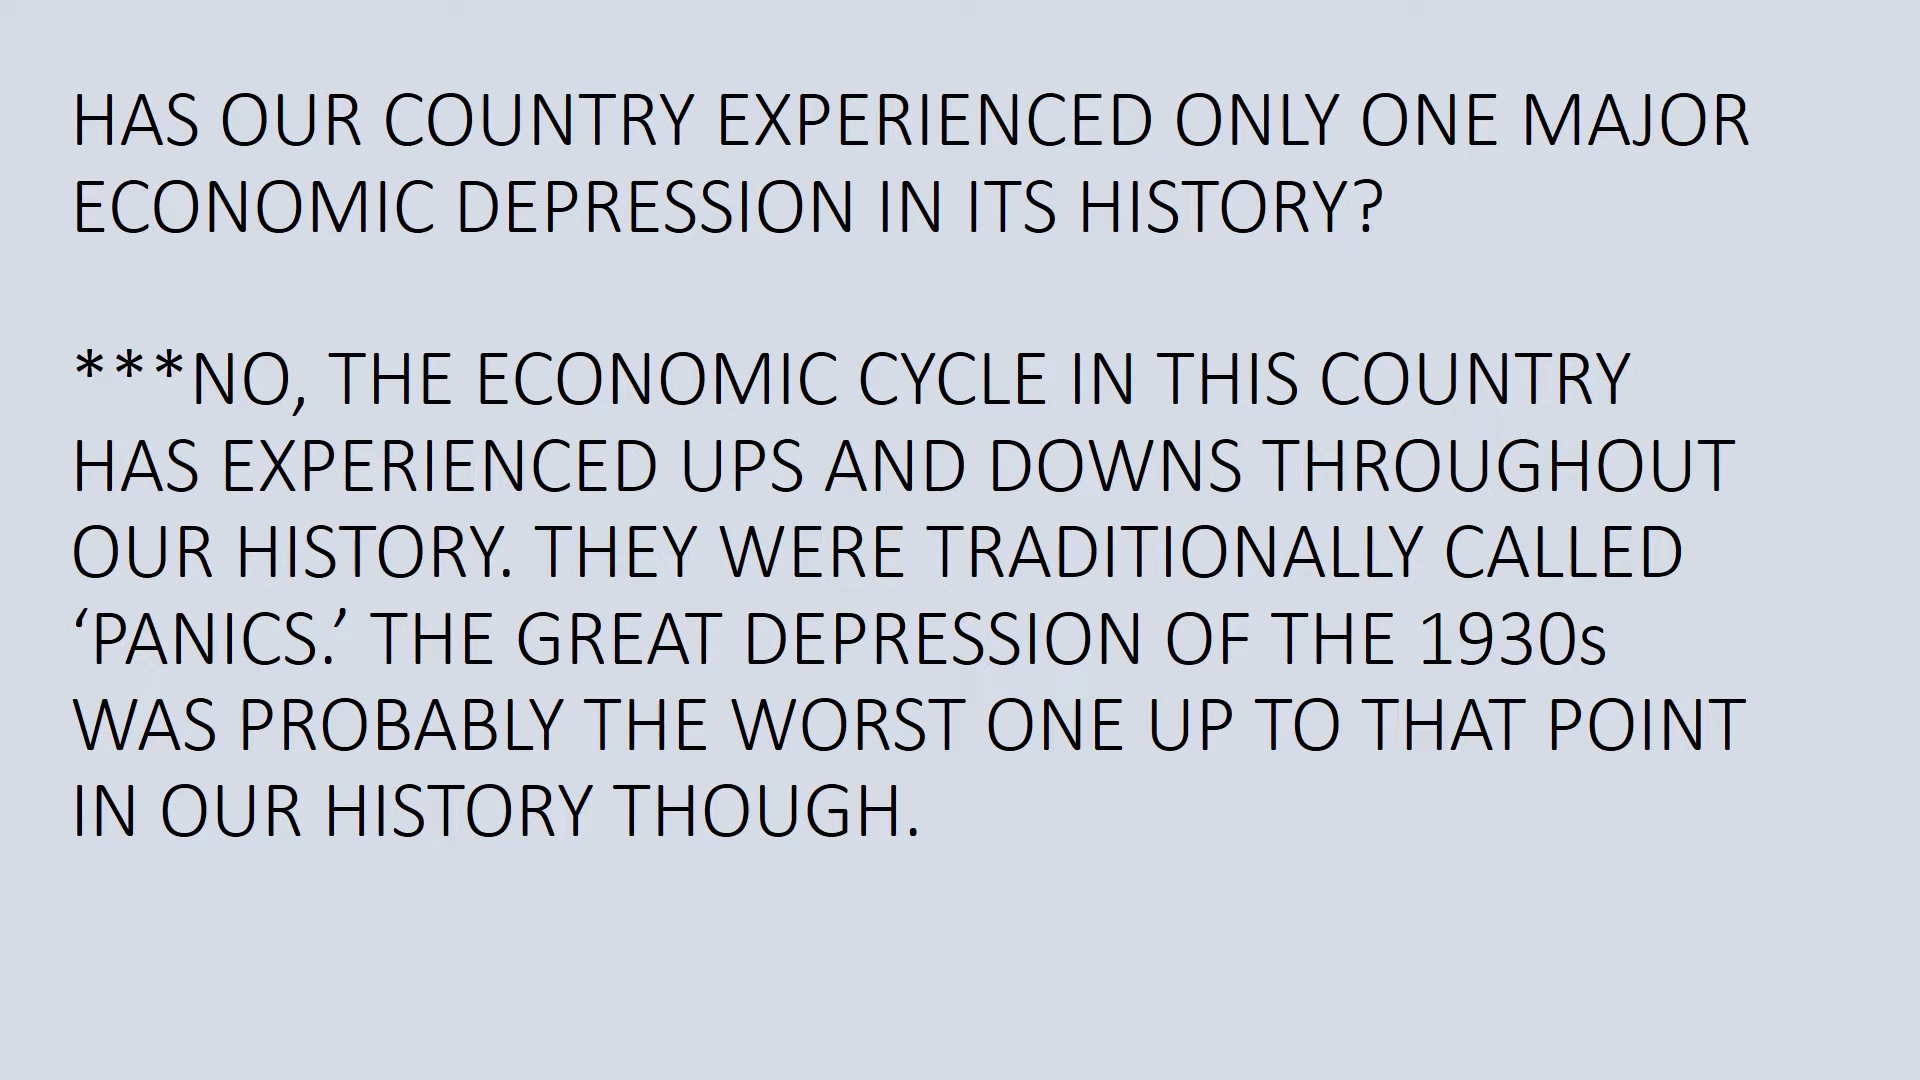 HAS OUR COUNTRY EXPERIENCED ONLY ONE MAJOR
ECONOMIC DEPRESSION IN ITS HISTORY?
***NO, THE ECONOMIC CYCLE IN THIS COUNTRY
HAS EXPERIENCED UPS AND DOWNS THROUGHOUT
OUR HISTORY. THEY WERE TRADITIONALLY CALLED
‘PANICS.’ THE GREAT DEPRESSION OF THE 1930s
WAS PROBABLY THE WORST ONE UP TO THAT POINT
IN OUR HISTORY THOUGH.